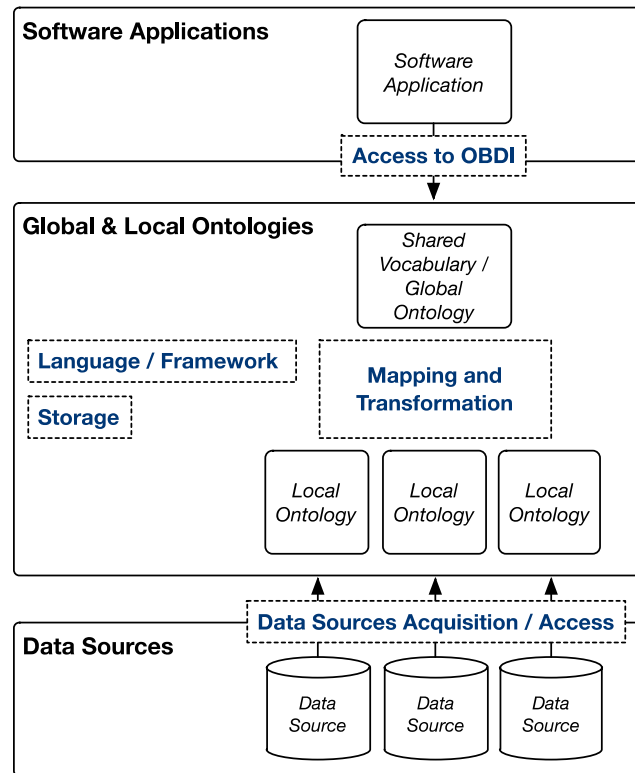 Software Applications
Software
Application
Access to OBDI
Global & Local Ontologies
Shared
Vocabulary /
Global
Ontology
Language / Framework
Mapping and
Transformation
Storage
Local
Ontology
Local
Ontology
Local
Ontology
Data Sources Acquisition / Access
Data Sources
Data
Source
Data
Source
Data
Source